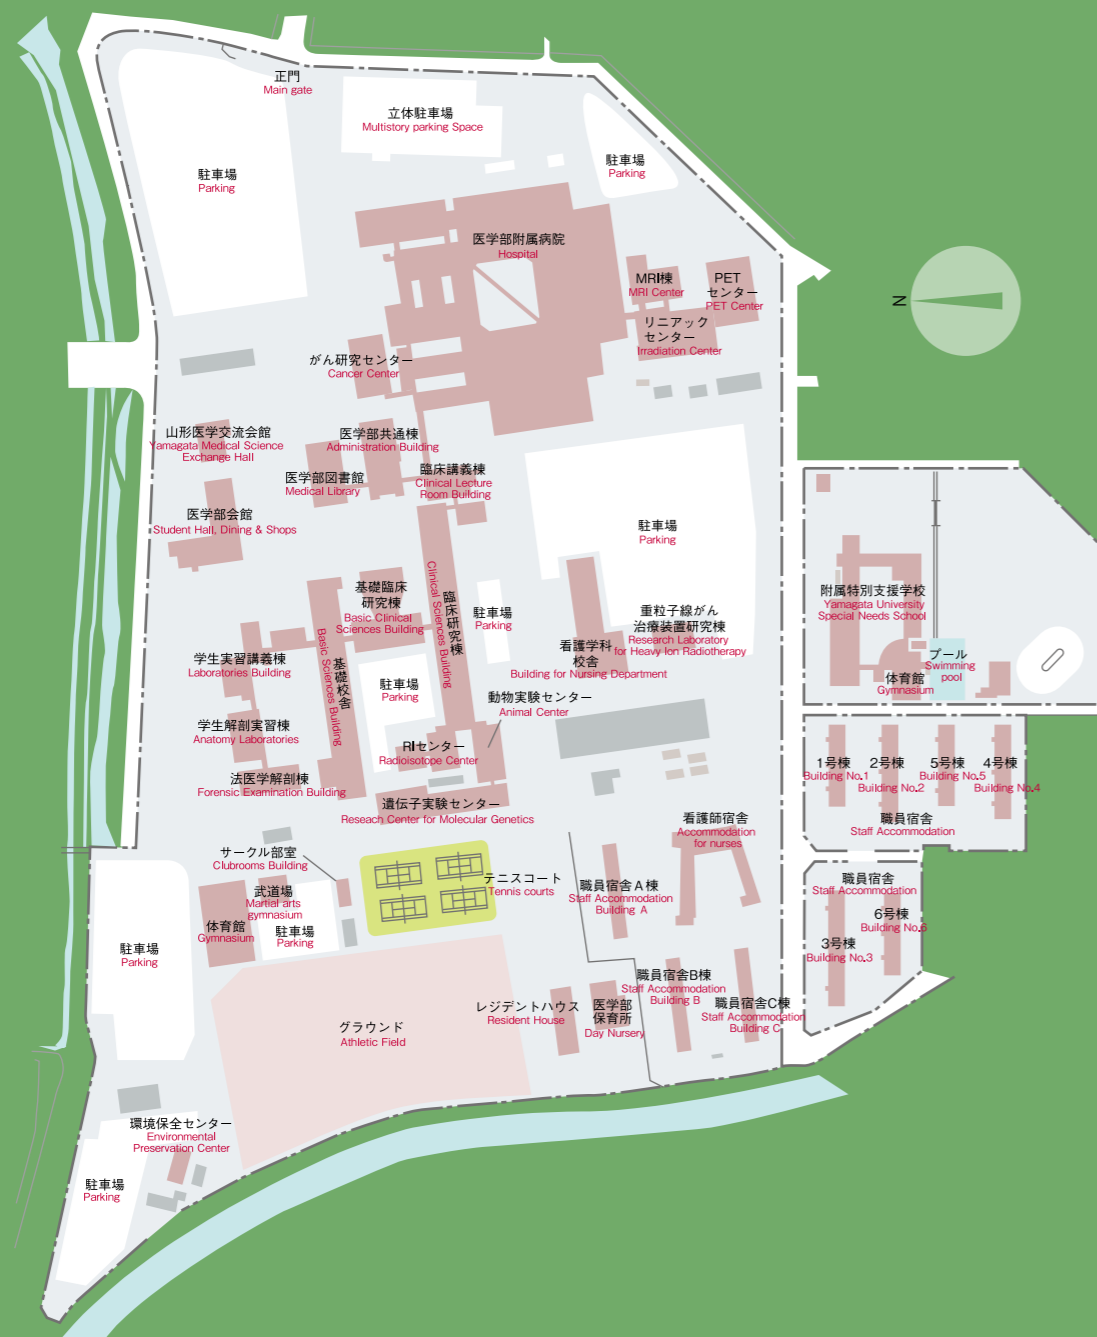 正門
Main gate
立体駐車場
Multistory parking Space
駐車場
Parking
駐車場
Parking
医学部附属病院
Hospital
MRI棟
MRI Center
PET
センター
PET Center
リニアック
センター
Irradiation Center
N
がん研究センター
Cancer Center
山形医学交流会館
Yamagata Medical Science
Exchange Hall
医学部共通棟
Administration Building
医学部図書館
Medical Library
臨床講義棟
Clinical Lecture
Room Building
医学部会館
Student Hall, Dining & Shops
駐車場
Parking
基礎臨床
研究棟
Basic Clinical
Sciences Building
臨床研究棟
Clinical Sciences Building
駐車場
Parking
重粒子線がん
治療装置研究棟
Research Laboratory
for Heavy Ion Radiotherapy
看護学科
校舎
Building for Nursing Department
附属特別支援学校
Yamagata University
Special Needs School
プール
Swimming
pool
体育館
Gymnasium
学生実習講義棟
Laboratories Building
基礎校舎
Basic Sciences Building
駐車場
Parking
動物実験センター
Animal Center
学生解剖実習棟
Anatomy Laboratories
RIセンター
Radioisotope Center
法医学解剖棟
Forensic Examination Building
遺伝子実験センター
Reseach Center for Molecular Genetics
1号棟
Building No.1
2号棟
Building No.2
5号棟
Building No.5
4号棟
Building No.4
職員宿舎
Staff Accommodation
看護師宿舎
Accommodation
for nurses
サークル部室
Clubrooms Building
テニスコート
Tennis courts
武道場
Martial arts
gymnasium
体育館
Gymnasium
駐車場
Parking
駐車場
Parking
職員宿舎A棟
Staff Accommodation
Building A
職員宿舎
Staff Accommodation
6号棟
Building No.6
3号棟
Building No.3
職員宿舎B棟
Staff Accommodation
Building B
職員宿舎C棟
Staff Accommodation
Building C
レジデントハウス
Resident House
医学部
保育所
Day Nursery
グラウンド
Athletic Field
環境保全センター
Environmental
Preservation Center
駐車場
Parking